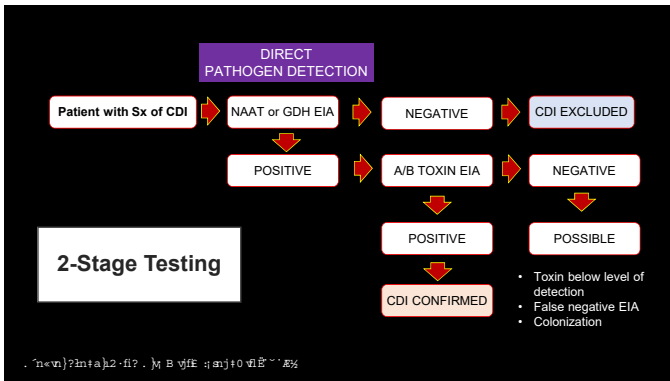 DIRECT
PATHOGEN DETECTION
Patient with Sx of CDI
NAAT or GDH EIA
NEGATIVE
CDI EXCLUDED
POSITIVE
A/B TOXIN EIA
NEGATIVE
2-Stage Testing
POSITIVE
POSSIBLE
CDI CONFIRMED
• Toxin below level of
detection
• False negative EIA
• Colonization